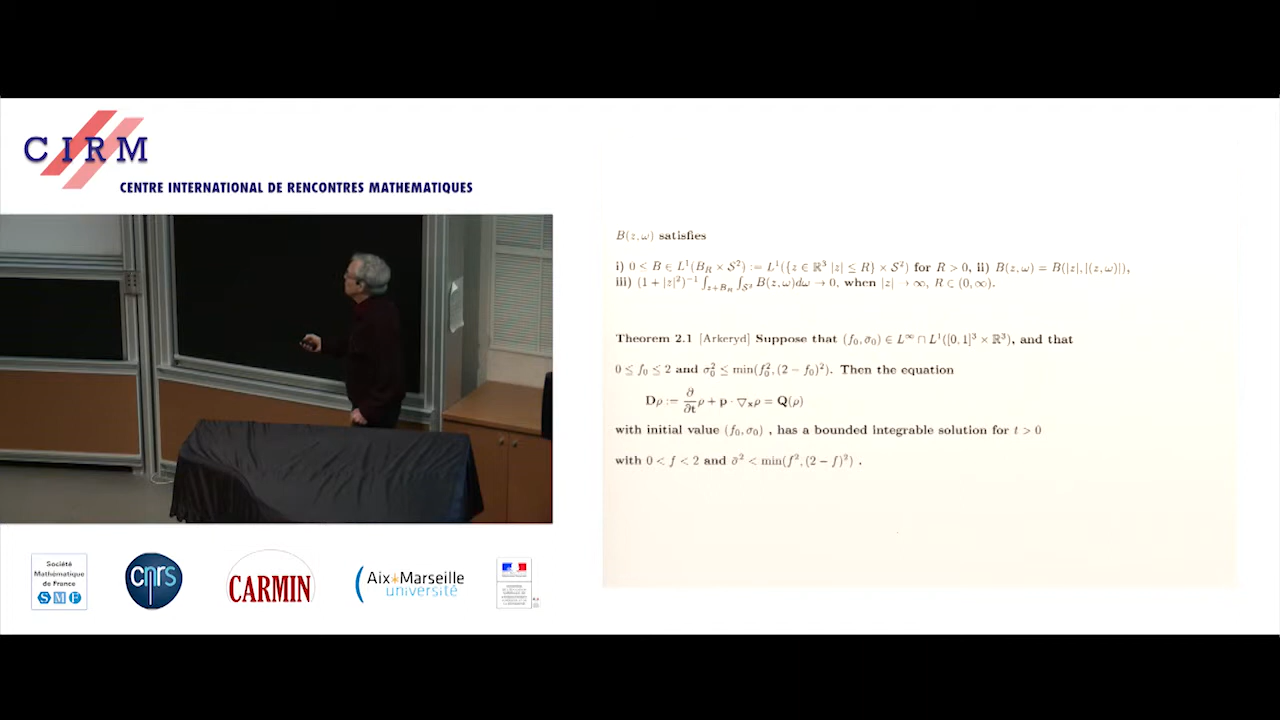 CIRM
CENTRE INTERNATIONAL DE RENCONTRES MATHEMATIQUES
B(z, ω) satisfies
i) 0 < B ∈ L¹(B_R × S²) := L¹({z ∈ ℝ³ |z| ≤ R} × S²) for R > 0, ii) B(z, ω) = B(|z|, |(z, ω)|),
iii) (1 + |z|²)⁻¹ ∫_{z+B_R} ∫_{S²} B(z, ω)dω → 0, when |z| → ∞, R ∈ (0, ∞).
Theorem 2.1 [Arkeryd] Suppose that (f₀, σ₀) ∈ L^∞ ∩ L¹([0, 1]³ × ℝ³), and that
0 ≤ f₀ ≤ 2 and σ₀² ≤ min(f₀², (2 − f₀)²). Then the equation
Dρ := ∂/∂t ρ + p · ▽ₓρ = Q(ρ)
with initial value (f₀, σ₀) , has a bounded integrable solution for t > 0
with 0 < f < 2 and σ̄² < min(f², (2 − f)²) .
Société
Mathématique
de France
SMF
cnrs
CARMIN
Aix*Marseille
université